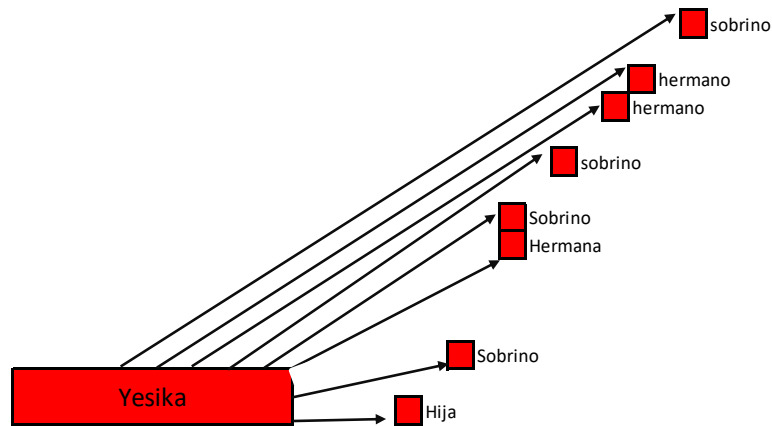 sobrino
hermano
hermano
sobrino
Sobrino
Hermana
Sobrino
Yesika
Hija